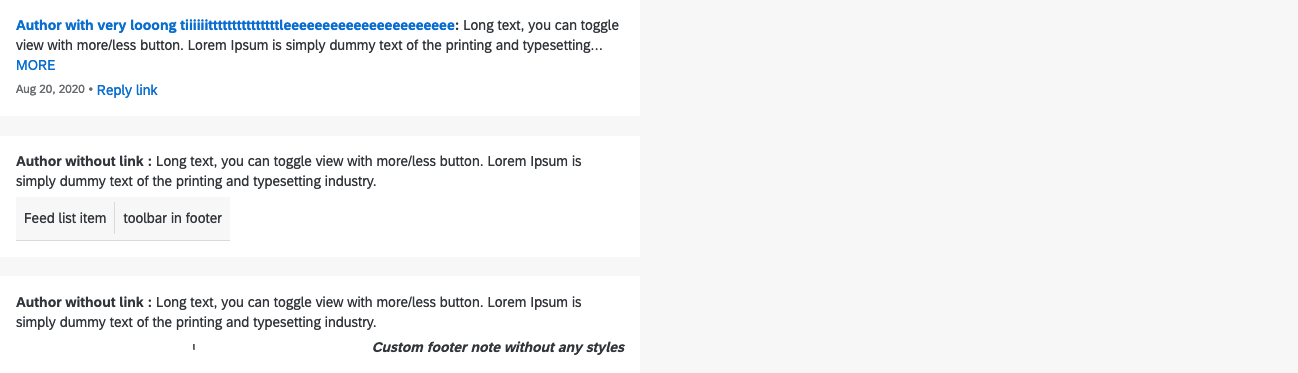 Author with very looong tiiiiiittttttttttttttttleeeeeeeeeeeeeeeeeeeeeee: Long text, you can toggle
view with more/less button. Lorem Ipsum is simply dummy text of the printing and typesetting...
MORE
Aug 20, 2020 • Reply link
Author without link : Long text, you can toggle view with more/less button. Lorem Ipsum is
simply dummy text of the printing and typesetting industry.
Feed list item toolbar in footer
Author without link : Long text, you can toggle view with more/less button. Lorem Ipsum is
simply dummy text of the printing and typesetting industry.
' Custom footer note without any styles